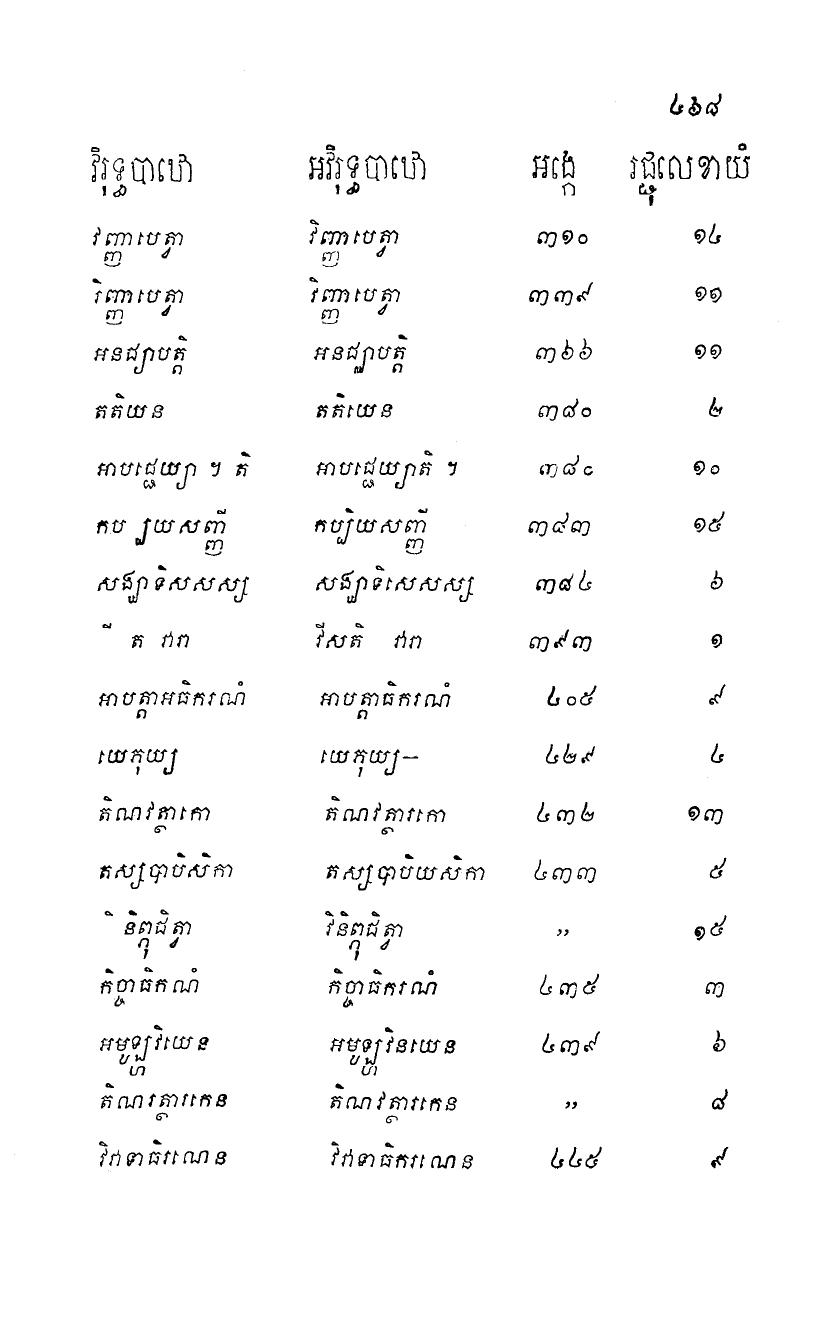 ៤៦៨
វិរុទ្ធបាឋោ អវិរុទ្ធបាឋោ អង្កេ រជ្ជុលេខាយំ
វញ្ញាបេត្វា វិញ្ញាបេត្វា ៣១០ ១៤
រិញ្ញាបេត្វា វិញ្ញាបេត្វា ៣៣៩ ១១
អនជ្យាបត្តិ អនជ្ឈាបត្តិ ៣៦៦ ១១
តតិយន តតិយេន ៣៨០ ២
អាបជ្ជេយ្យា ។ តិ អាបជ្ជេយ្យាតិ ។ ៣៨១ ១០
កប ្បយសញ្ញី កប្បិយសញ្ញី ៣៨៣ ១៥
សង្ឃាទិសសស្ស សង្ឃាទិសេសស្ស ៣៨៤ ៦
ី ត វារា វីសតិ វារា ៣៩៣ ១
អាបត្តាអធិករណំ អាបត្តាធិករណំ ៤០៥ ៩
យេភុយ្យ យេភុយ្យ– ៤២៩ ៤
តិណវត្ថាកោ តិណវត្ថារកោ ៤៣២ ១៣
តស្សបាបិសិកា តស្សបាបិយសិកា ៤៣៣ ៥
ិ និព្ភុជិត្វា វិនិព្ភុជិត្វា ,, ១៥
កិច្ចាធិកណំ កិច្ចាធិករណំ ៤៣៥ ៣
អមូឡ្ហវិយេន អមូឡ្ហវិនយេន ៤៣៩ ៦
តិណរត្ថារកេន តិណវត្ថារកេន ,, ៨
វិវាទាធិរណេន វិវាទាធិករណេន ៤៤៥ ៩